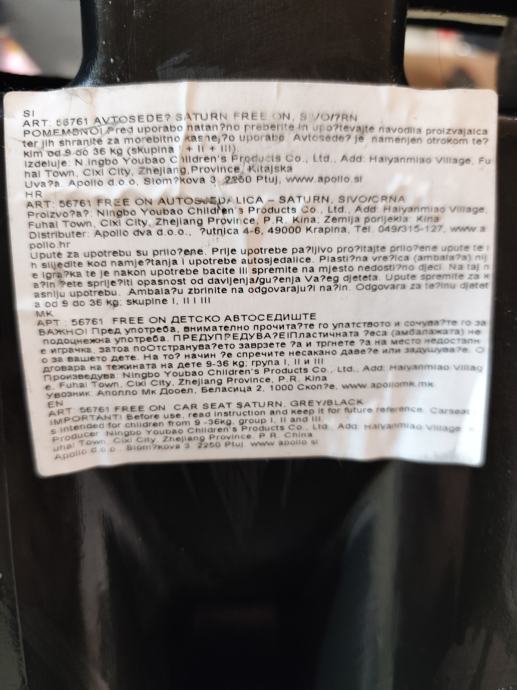 SI
ART: 56761 AVTOSEDE? SATURN FREE ON, SIVO/?RN
POMEMBNO! Pred uporabo natan?no preberite in upo?tevajte navodila proizvajalca
ter jih shranite za morebitno kasnej?o uporabo. Avtosede? je namenjen otrokom te?
kim od 9 do 36 kg (skupina I + II + III).
Izdeluje: Ningbo Youbao Children's Products Co., Ltd., Add: Haiyanmiao Village, Fu
hai Town, Cixi City, Zhejiang Province, Kitajska
Uva?a: Apollo d.o.o., Slom?kova 3, 2250 Ptuj, www.apollo.si
HR
ART: 56761 FREE ON AUTOSJEDALICA – SATURN, SIVO/CRNA
Proizvo?a?: Ningbo Youbao Children's Products Co., Ltd., Add: Haiyanmiao Village,
Fuhai Town, Cixi City, Zhejiang Province, P.R. Kina; Zemlja porijekla: Kina
Distributer: Apollo dva d.o.o., ?utnica 4-6, 49000 Krapina, Tel. 049/315-127, www.a
pollo.hr
Upute za upotrebu su prilo?ene. Prije upotrebe pa?ljivo pro?itajte prilo?ene upute te i
h slijedite kod namje?tanja i upotrebe autosjedalice. Plasti?na vre?ica (ambala?a) nij
e igra?ka te je nakon upotrebe bacite ili spremite na mjesto nedosti?no djeci. Na taj n
a?in ?ete sprije?iti opasnost od davljenja/gu?enja Va?eg djeteta. Upute spremite za k
asniju upotrebu. Ambala?u zbrinite na odgovaraju?i na?in. Odgovara za te?inu djetet
a od 9 do 36 kg: skupine I, II i III
MK
АРТ.: 56761 FREE ON ДЕТСКО АВТОСЕДИШТЕ
ВАЖНО! Пред употреба, внимателно прочита?те го упатството и сочува?те го за
подоцнежна употреба. ПРЕДУПРЕДУВА?Е!Пластичната ?еса (амбалажата) не
е играчка, затоа поОтстранува?ето заврзете ?а и тргнете ?а на место недостапн
о за вашето дете. На то? начин ?е спречите несакано даве?е или задушува?е. О
дговара на тежината на дете 9-36 кг; група I, II и III
Произведува: Ningbo Youbao Children's Products Co., Ltd., Add: Haiyanmiao Villag
e, Fuhai Town, Cixi City, Zhejiang Province, P.R. Kina
Увозник: Аполло Мк Дооел, Беласица 2, 1000 Скоп?е, www.apollomk.mk
EN
ART: 56761 FREE ON CAR SEAT SATURN, GREY/BLACK
IMPORTANT! Before use, read instruction and keep it for future reference. Carseat
s intended for children from 9 -36kg, group I, II and III
Producer: Ningbo Youbao Children's Products Co., Ltd., Add: Haiyanmiao Village
uhai Town, Cixi City, Zhejiang Province, P.R. China
Apollo d.o.o., Slom?kova 3, 2250 Ptuj, www.apollo.si